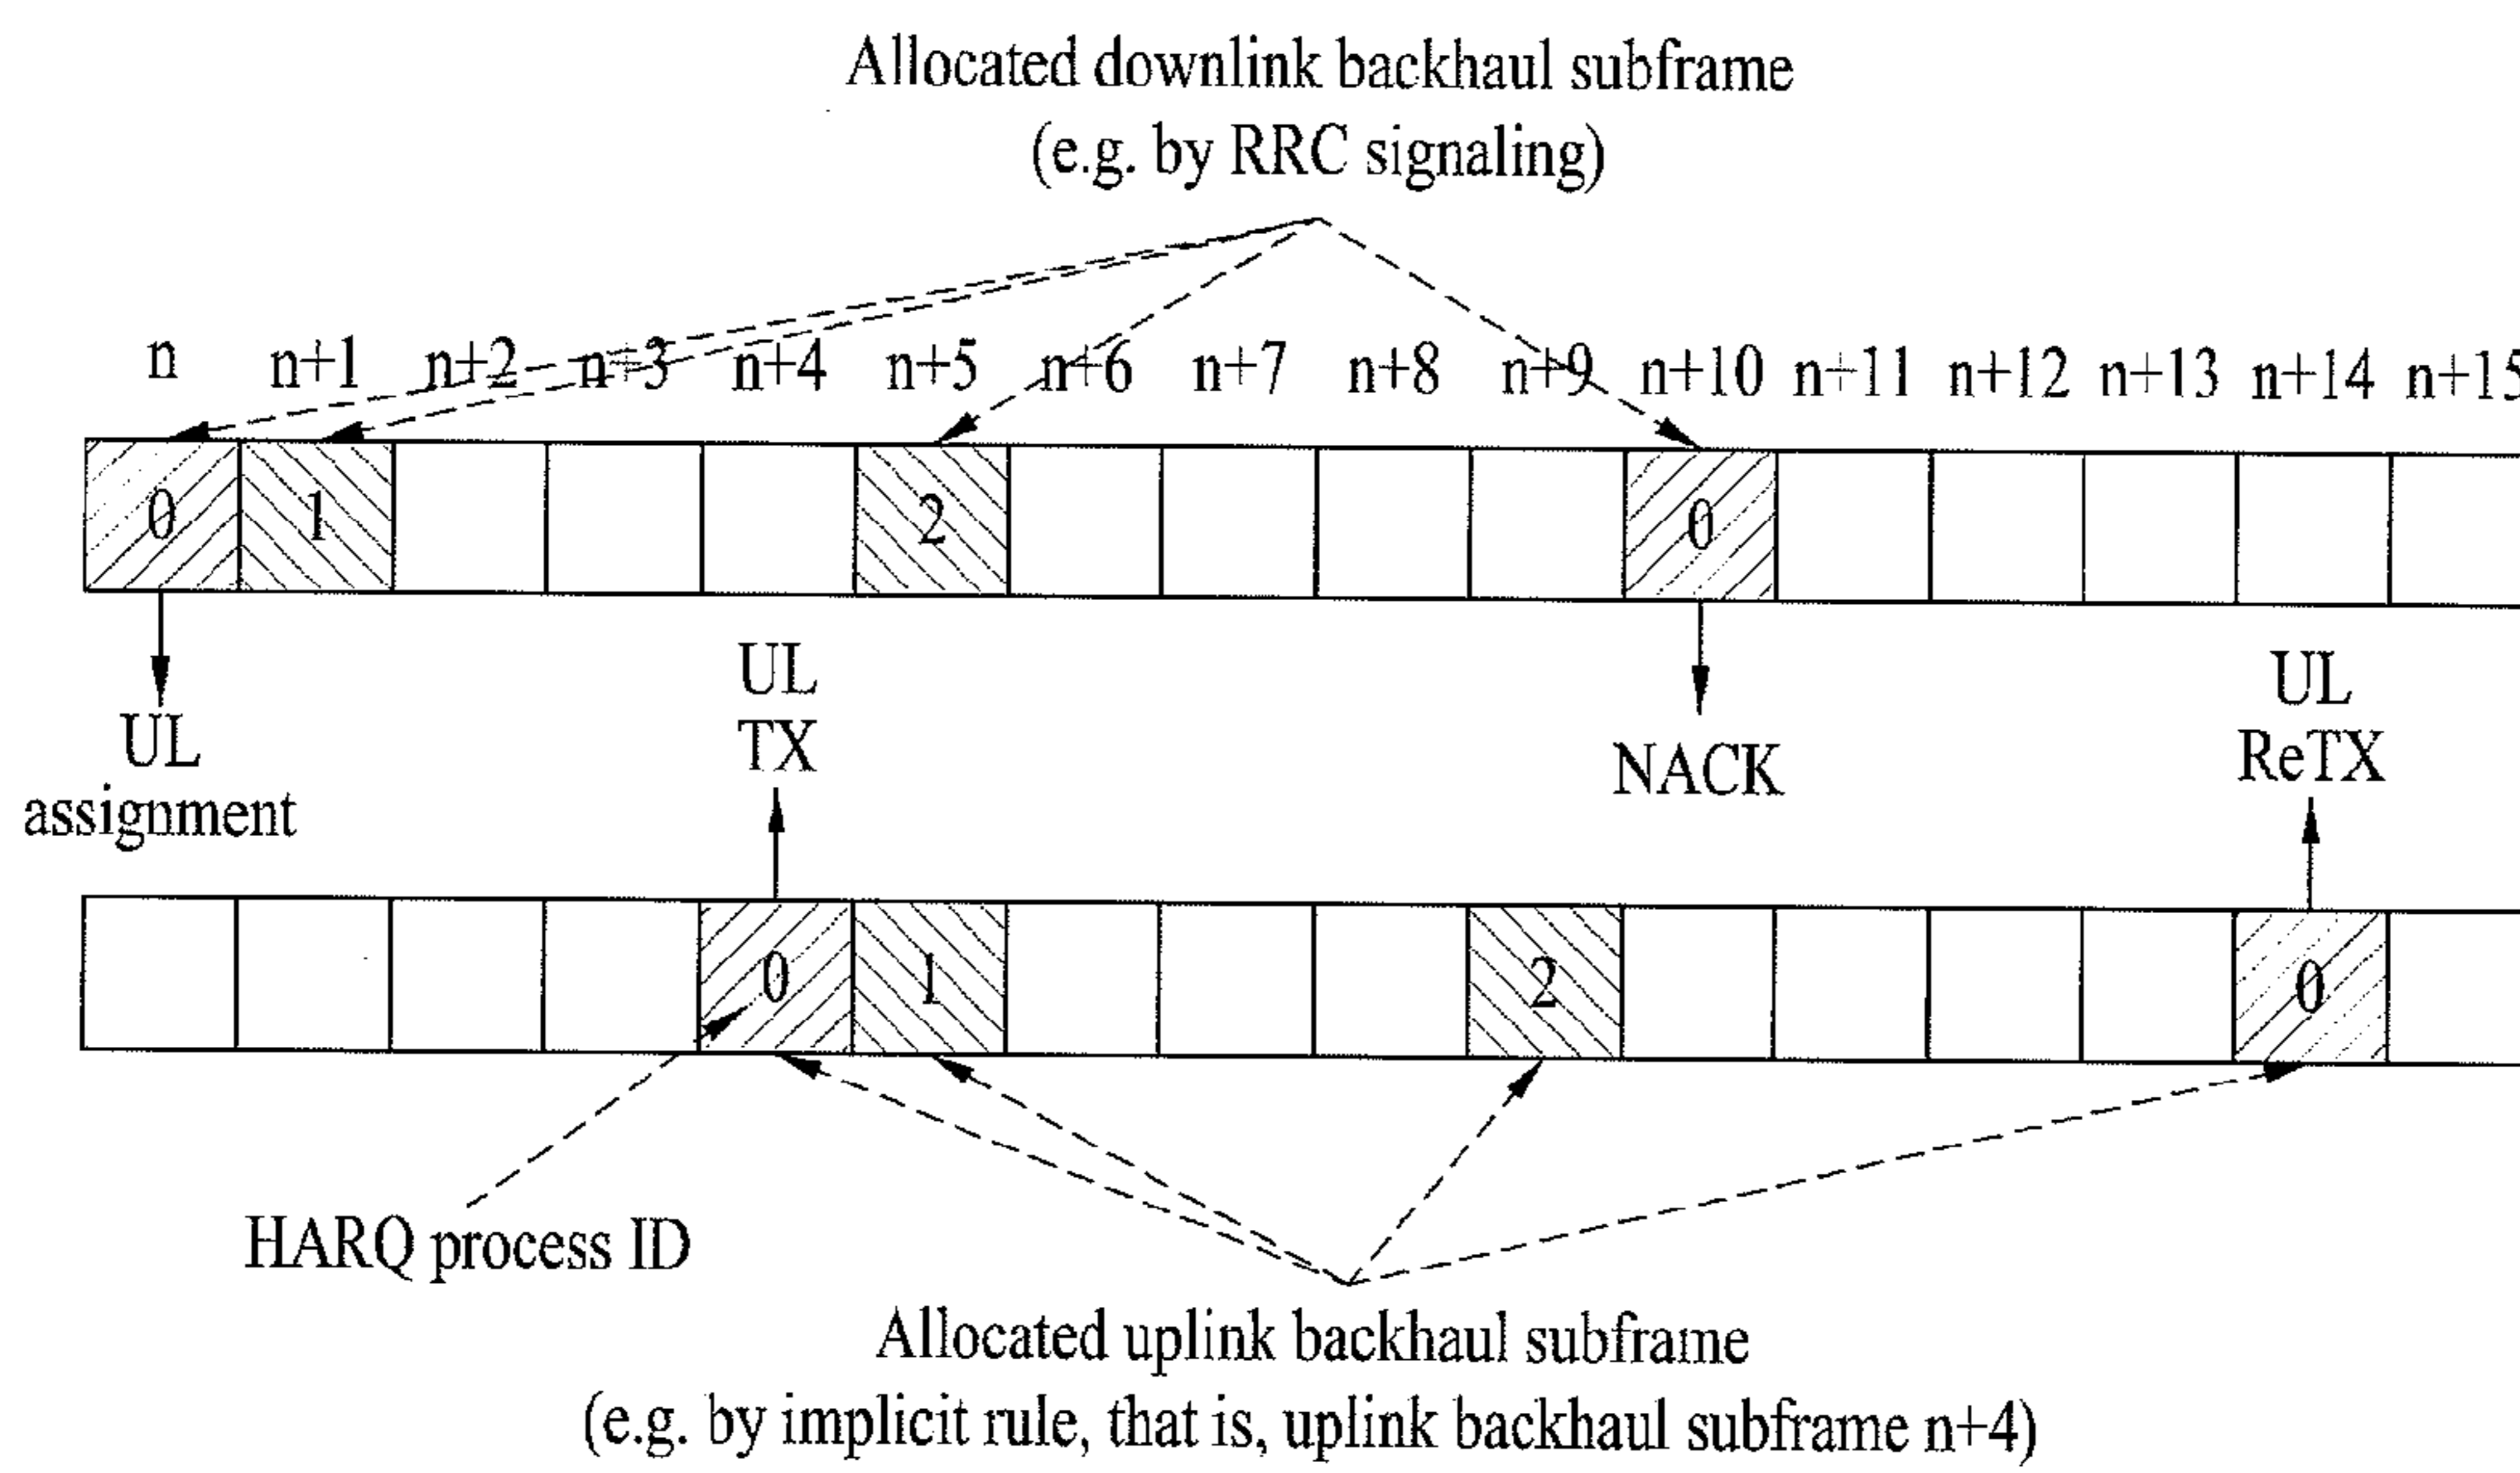 Allocated downlink backhaul subframe
(e.g. by RRC signaling)
n n+1 n+2 n+3 n+4 n+5 n+6 n+7 n+8 n+9 n+10 n+11 n+12 n+13 n+14 n+15
0 1 2 0
UL
assignment
UL
TX
NACK
UL
ReTX
0 1 2 0
HARQ process ID
Allocated uplink backhaul subframe
(e.g. by implicit rule, that is, uplink backhaul subframe n+4)